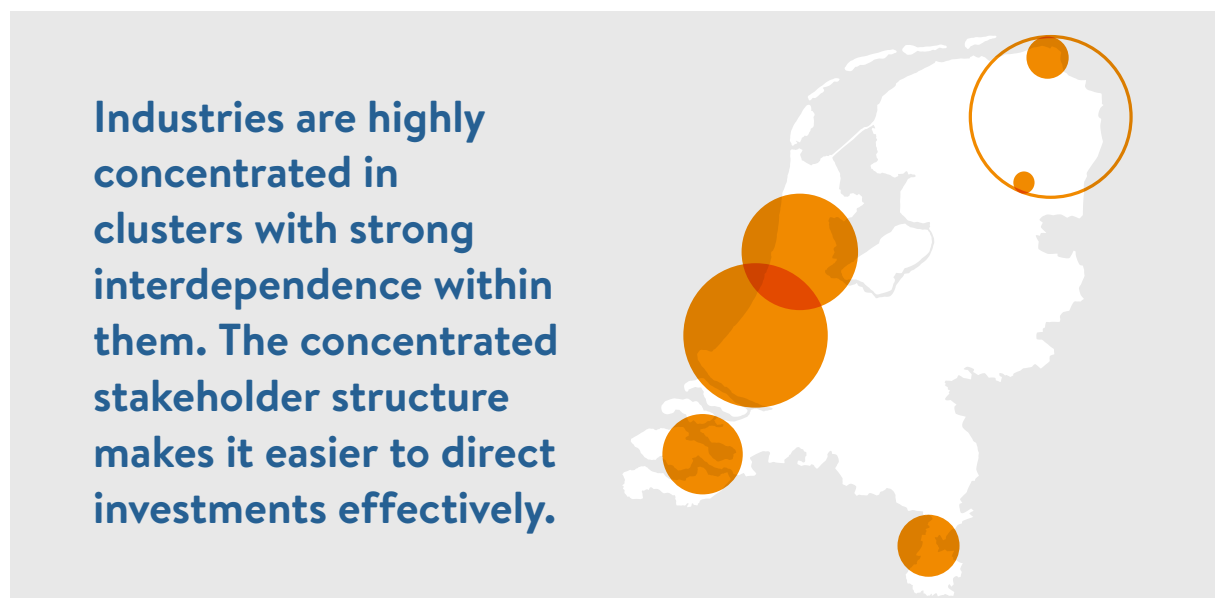 Industries are highly
concentrated in
clusters with strong
interdependence within
them. The concentrated
stakeholder structure
makes it easier to direct
investments effectively.